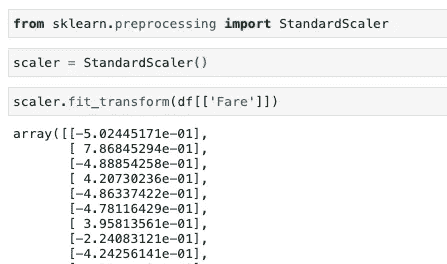 from sklearn.preprocessing import StandardScaler
scaler = StandardScaler()
scaler.fit_transform(df[['Fare']])
array([[-5.02445171e-01],
[ 7.86845294e-01],
[-4.88854258e-01],
[ 4.20730236e-01],
[-4.86337422e-01],
[-4.78116429e-01],
[ 3.95813561e-01],
[-2.24083121e-01],
[-4.24256141e-01],